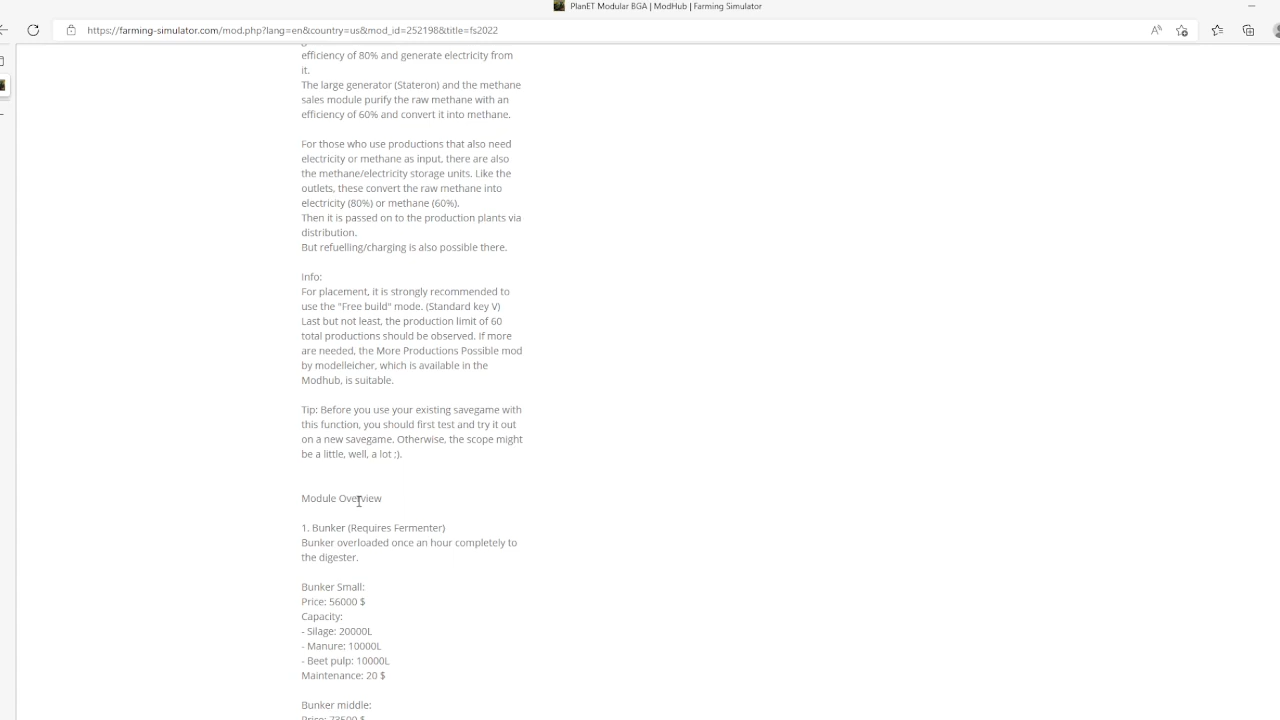 PlanET Modular BGA | ModHub | Farming Simulator
https://farming-simulator.com/mod.php?lang=en&country=us&mod_id=252198&title=fs2022
efficiency of 80% and generate electricity from
it.
The large generator (Stateron) and the methane
sales module purify the raw methane with an
efficiency of 60% and convert it into methane.
For those who use productions that also need
electricity or methane as input, there are also
the methane/electricity storage units. Like the
outlets, these convert the raw methane into
electricity (80%) or methane (60%).
Then it is passed on to the production plants via
distribution.
But refuelling/charging is also possible there.
Info:
For placement, it is strongly recommended to
use the "Free build" mode. (Standard key V)
Last but not least, the production limit of 60
total productions should be observed. If more
are needed, the More Productions Possible mod
by modelleicher, which is available in the
Modhub, is suitable.
Tip: Before you use your existing savegame with
this function, you should first test and try it out
on a new savegame. Otherwise, the scope might
be a little, well, a lot ;).
Module Overview
1. Bunker (Requires Fermenter)
Bunker overloaded once an hour completely to
the digester.
Bunker Small:
Price: 56000 $
Capacity:
- Silage: 20000L
- Manure: 10000L
- Beet pulp: 10000L
Maintenance: 20 $
Bunker middle:
Price: 73500 $